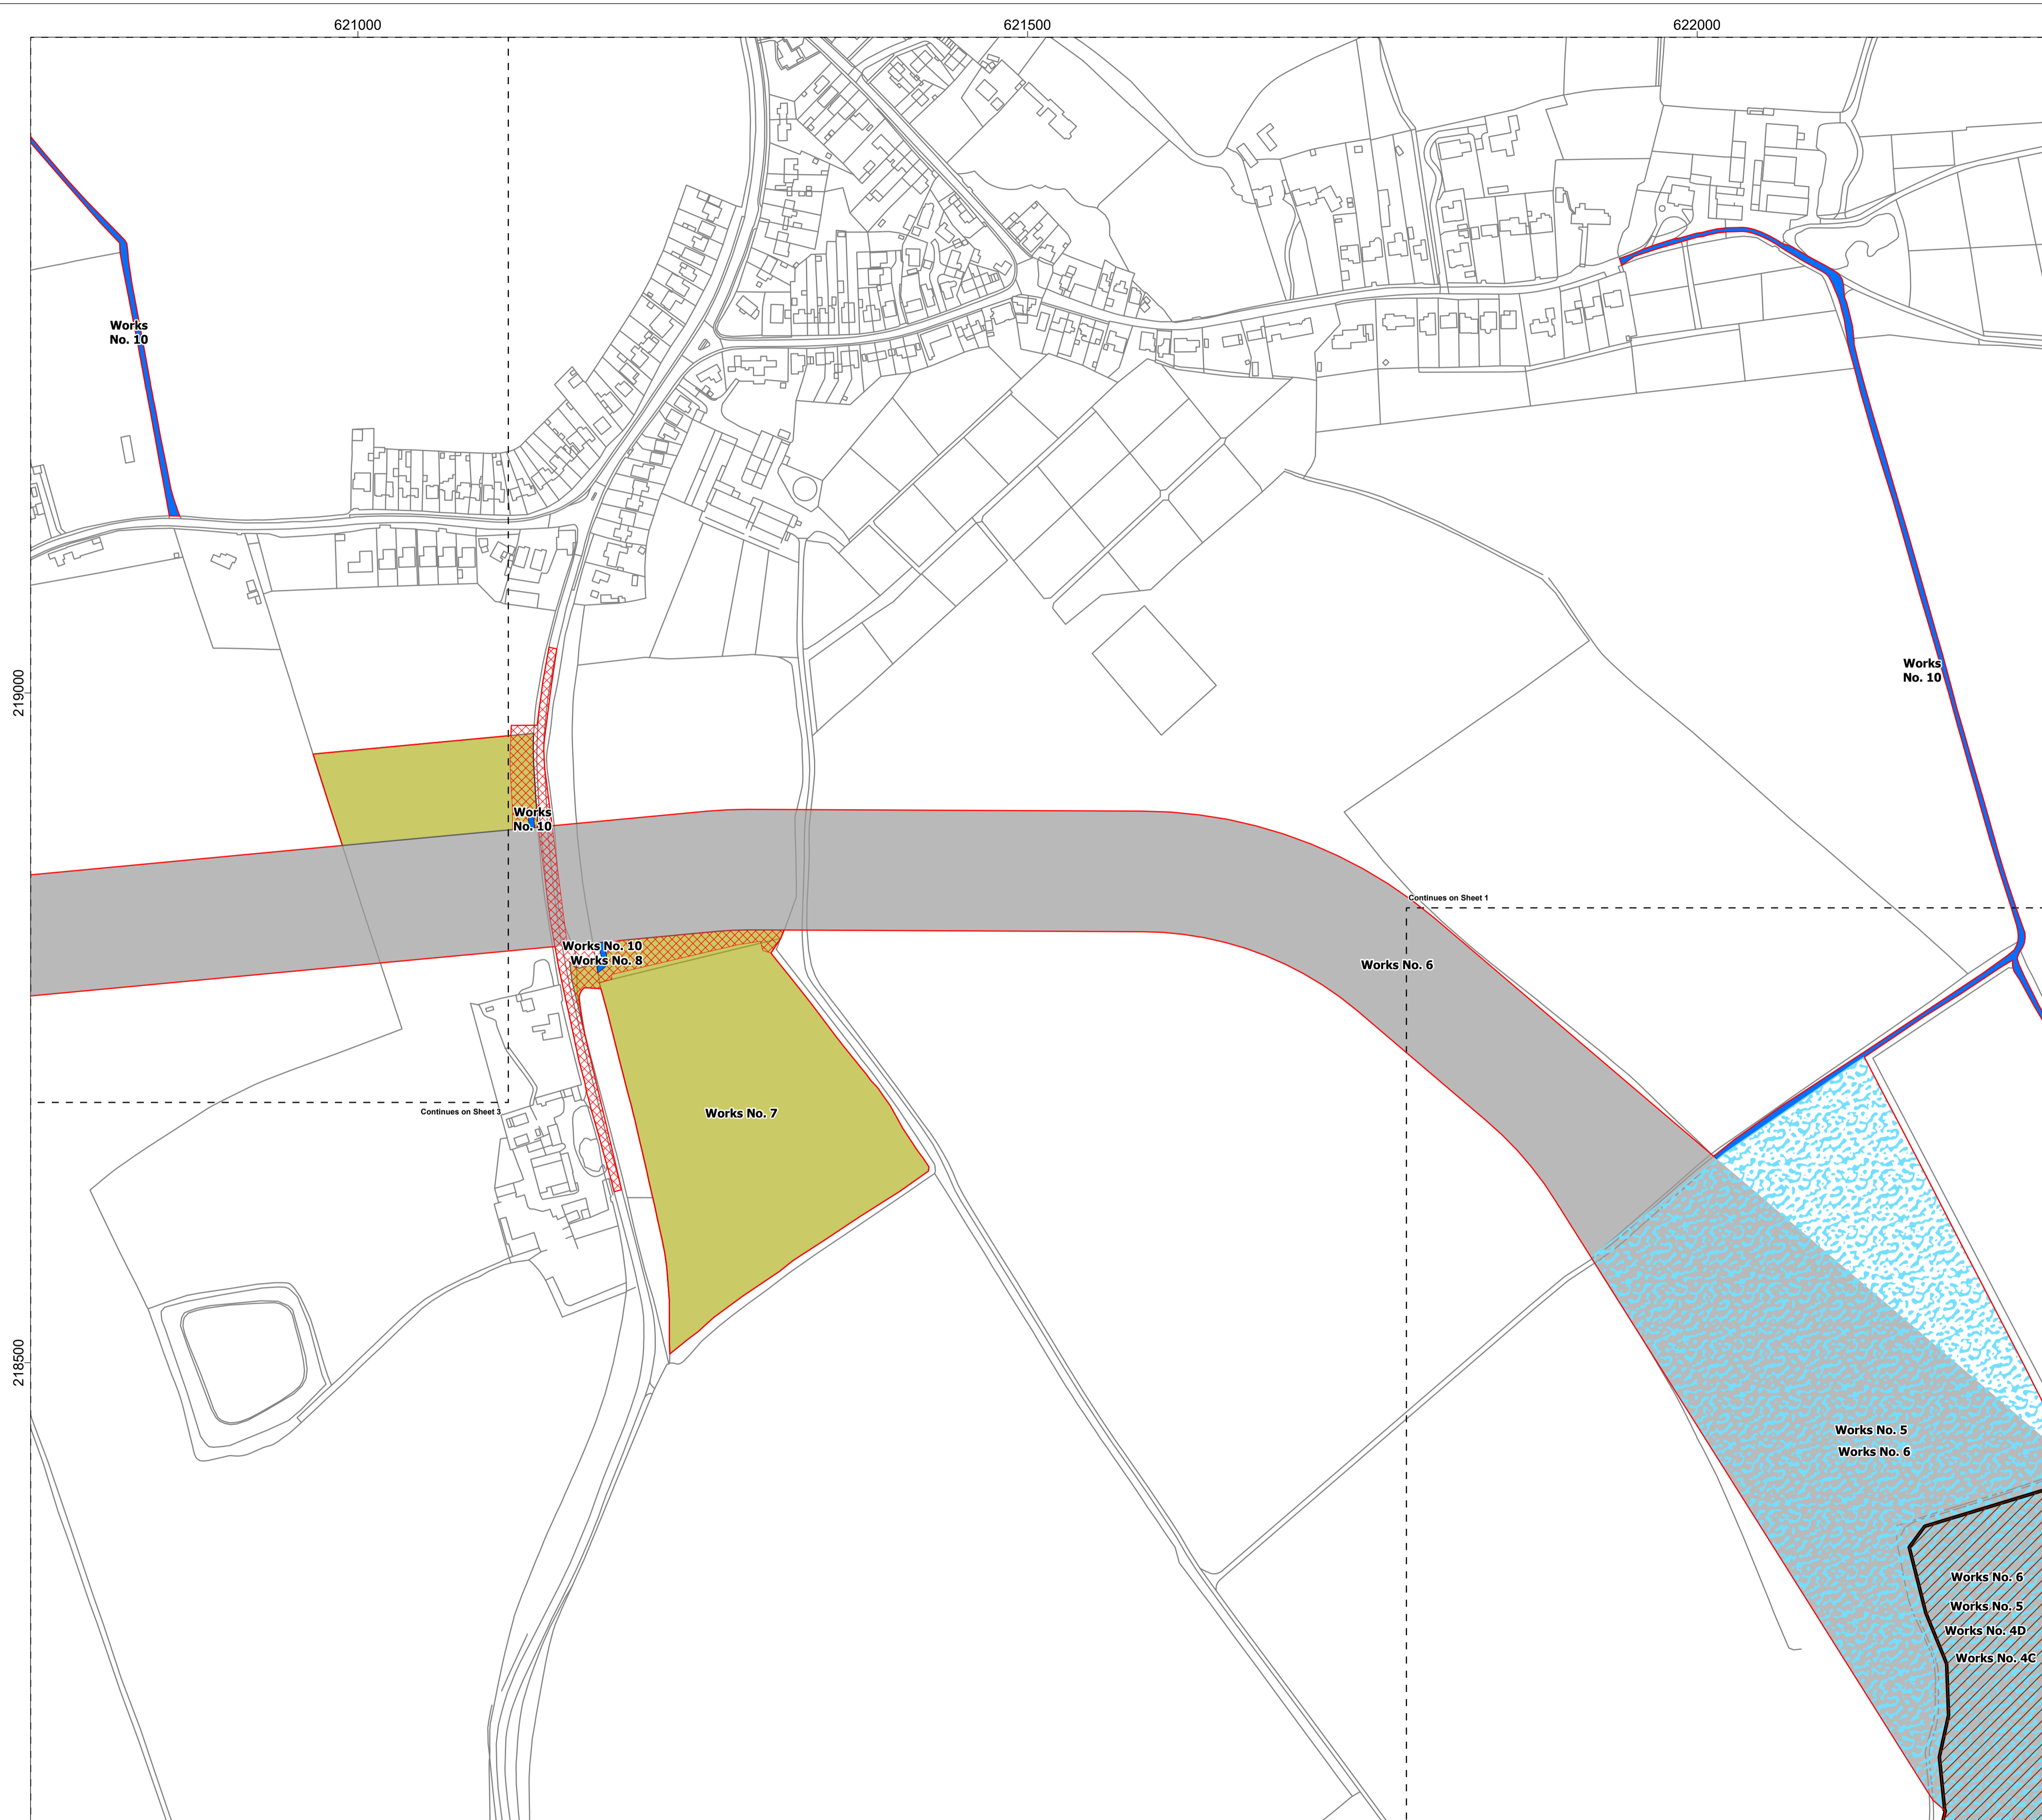 621000
621500
622000
Works
No. 10
219000
Works
No. 10
Works
No. 10
Continues on Sheet 1
Works No. 10
Works No. 8
Works No. 6
Continues on Sheet 3
Works No. 7
218500
Works No. 5
Works No. 6
Works No. 6
Works No. 5
Works No. 4D
Works No. 4C